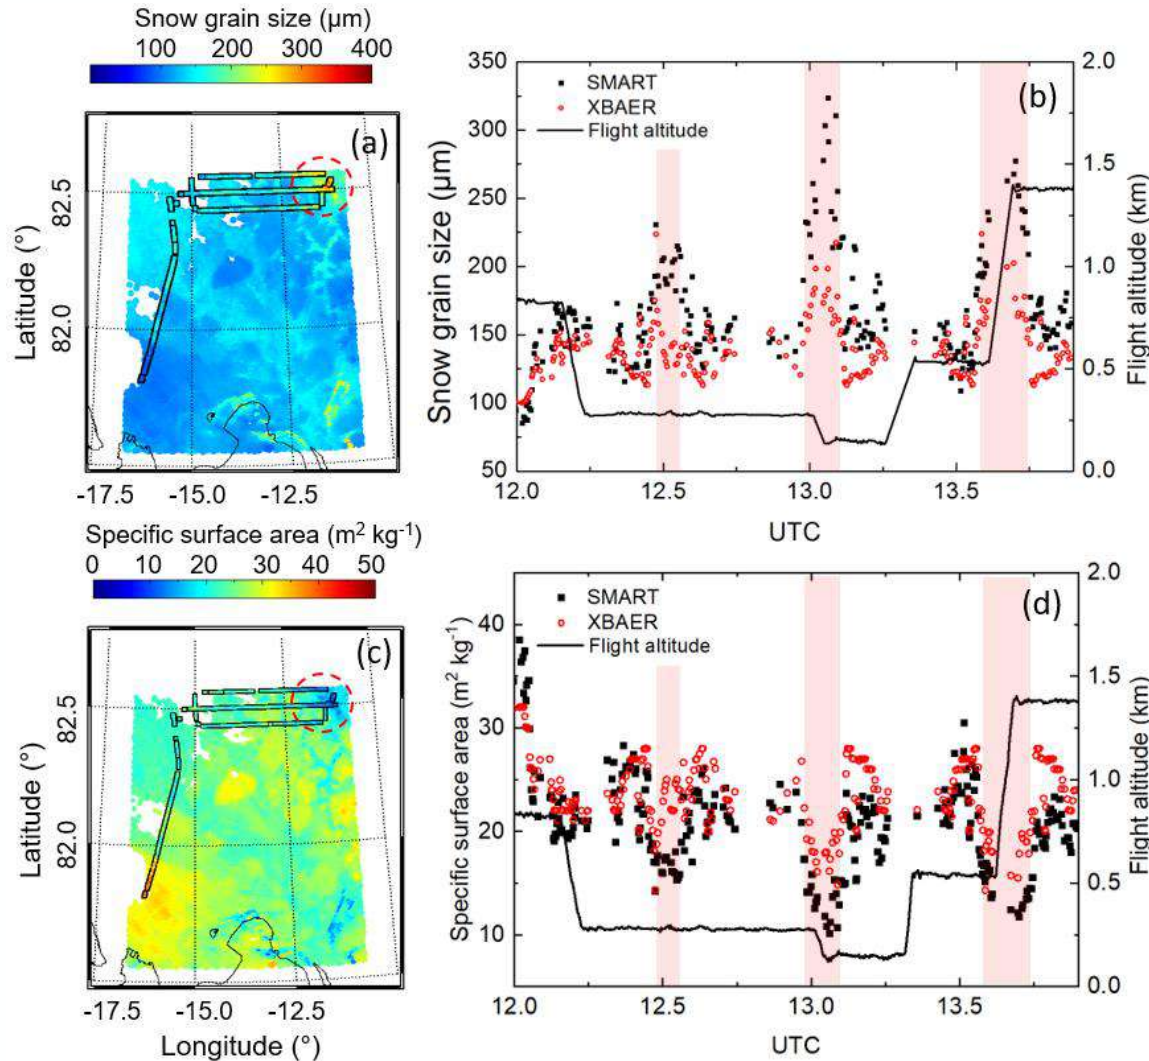 Snow grain size (μm)
100 200 300 400
(a)
82.5
82.0
Latitude (°)
-17.5 -15.0 -12.5
350
300
250
200
150
100
50
Snow grain size (μm)
SMART
XBAER
Flight altitude
(b)
2.0
1.5
1.0
0.5
0.0
Flight altitude (km)
12.0 12.5 13.0 13.5
UTC
Specific surface area (m² kg⁻¹)
0 10 20 30 40 50
(c)
82.5
82.0
Latitude (°)
-17.5 -15.0 -12.5
Longitude (°)
40
30
20
10
Specific surface area (m² kg⁻¹)
SMART
XBAER
Flight altitude
(d)
2.0
1.5
1.0
0.5
0.0
Flight altitude (km)
12.0 12.5 13.0 13.5
UTC